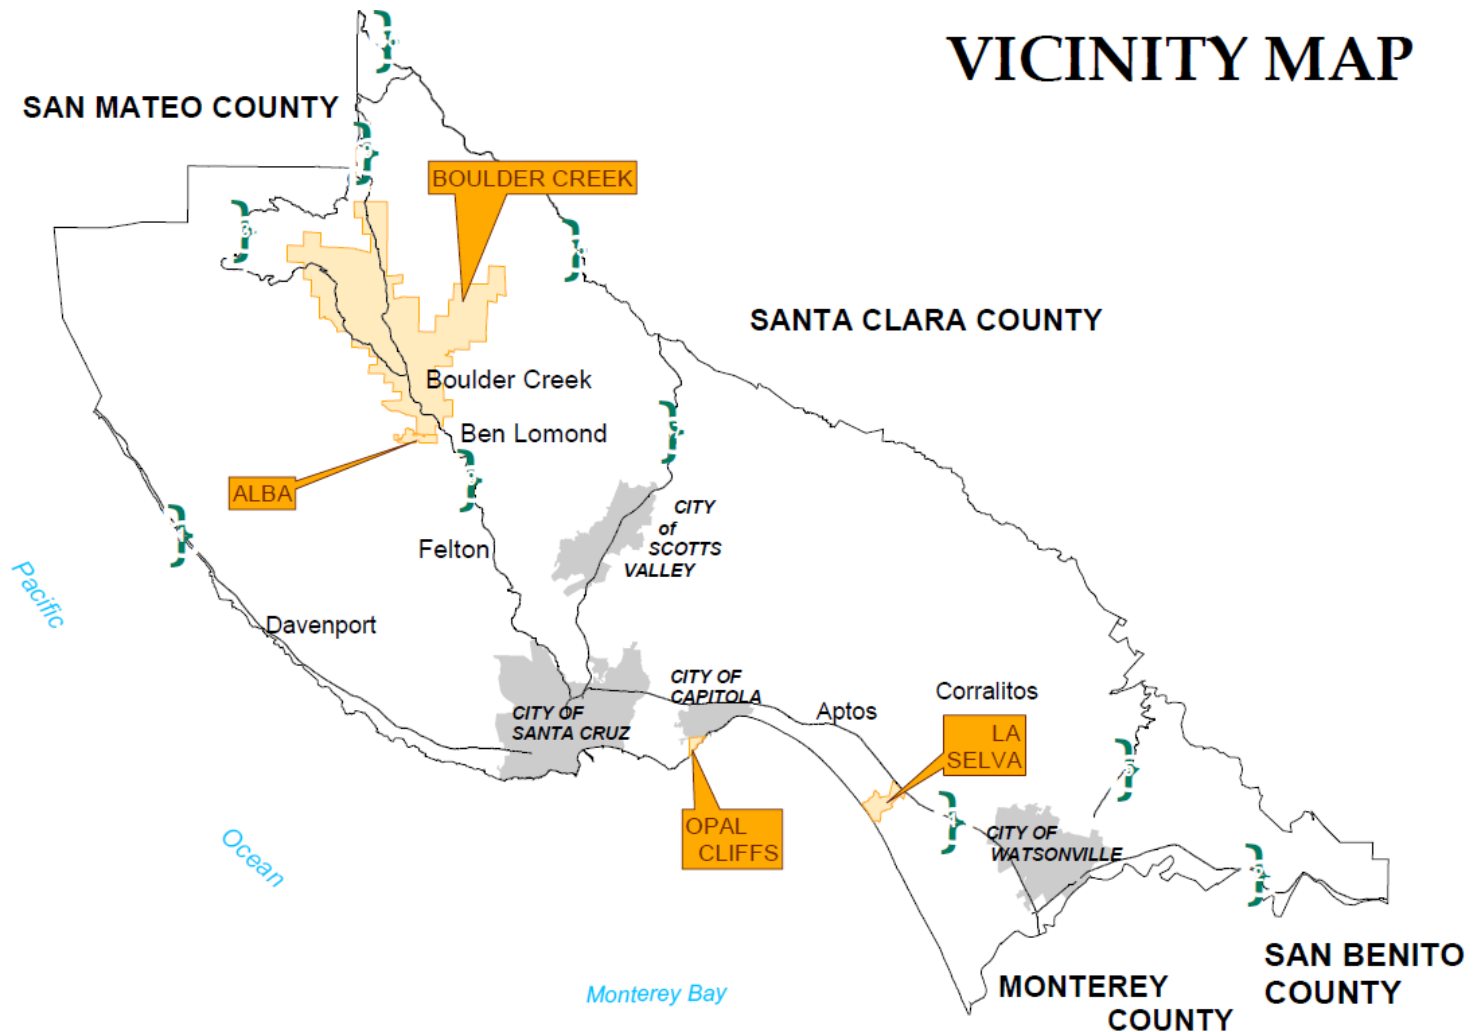 VICINITY MAP
SAN MATEO COUNTY
BOULDER CREEK
SANTA CLARA COUNTY
Boulder Creek
Ben Lomond
ALBA
CITY
of
SCOTTS
VALLEY
Felton
Pacific
Davenport
CITY OF
CAPITOLA
Corralitos
Aptos
CITY OF
SANTA CRUZ
LA
SELVA
OPAL
CLIFFS
CITY OF
WATSONVILLE
Ocean
Monterey Bay
MONTEREY
COUNTY
SAN BENITO
COUNTY